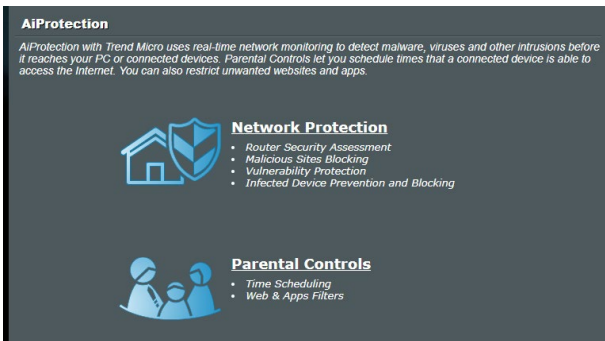 AiProtection
AiProtection with Trend Micro uses real-time network monitoring to detect malware, viruses and other intrusions before
it reaches your PC or connected devices. Parental Controls let you schedule times that a connected device is able to
access the Internet. You can also restrict unwanted websites and apps.
Network Protection
• Router Security Assessment
• Malicious Sites Blocking
• Vulnerability Protection
• Infected Device Prevention and Blocking
Parental Controls
• Time Scheduling
• Web & Apps Filters